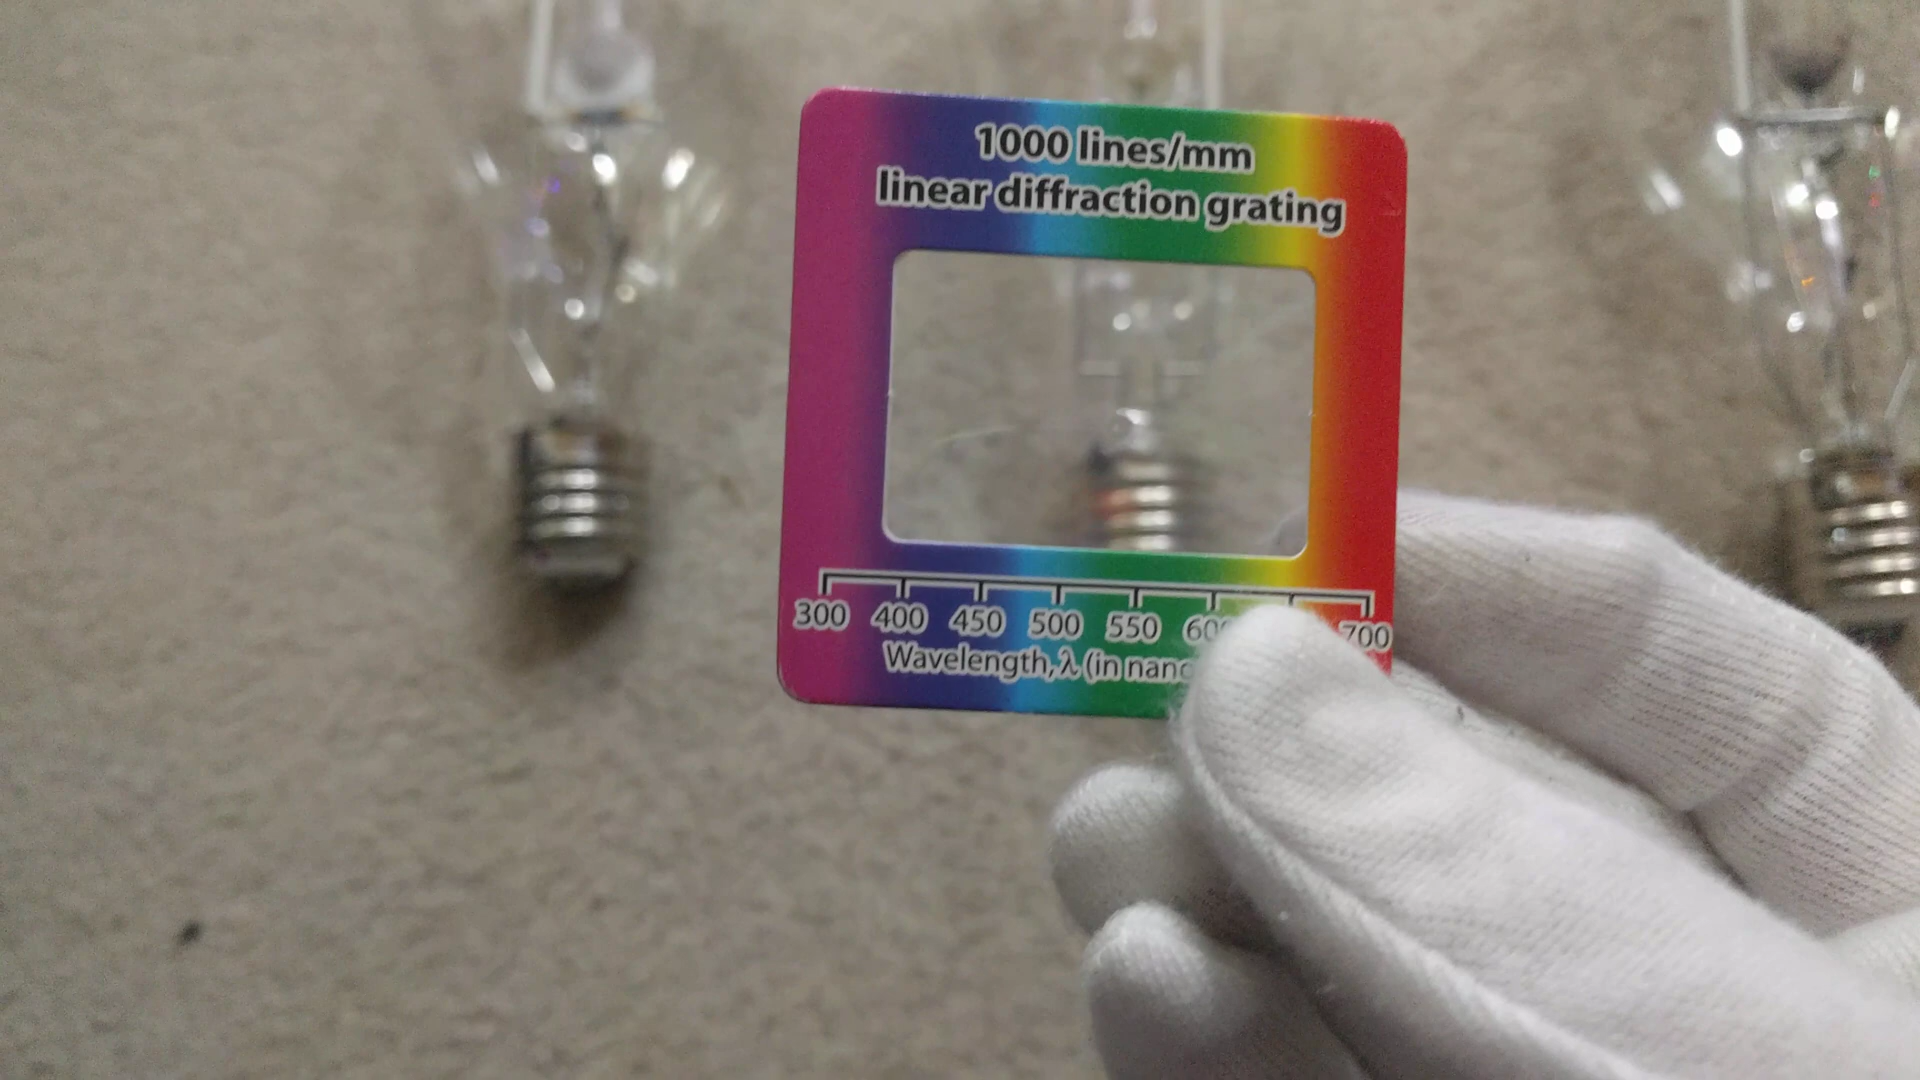 1000 lines/mm
linear diffraction grating
300 400 450 500 550 700
Wavelength, λ (in